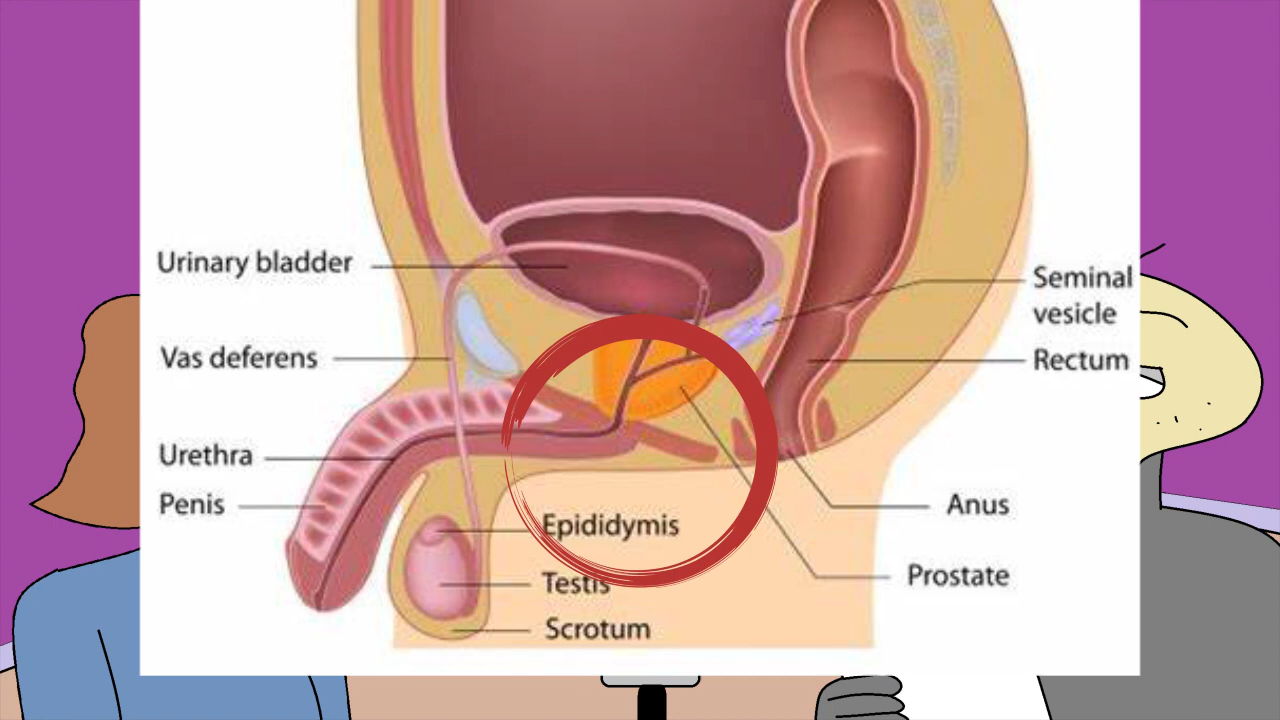 Urinary bladder
Vas deferens
Urethra
Penis
Epididymis
Testis
Scrotum
Seminal
vesicle
Rectum
Anus
Prostate